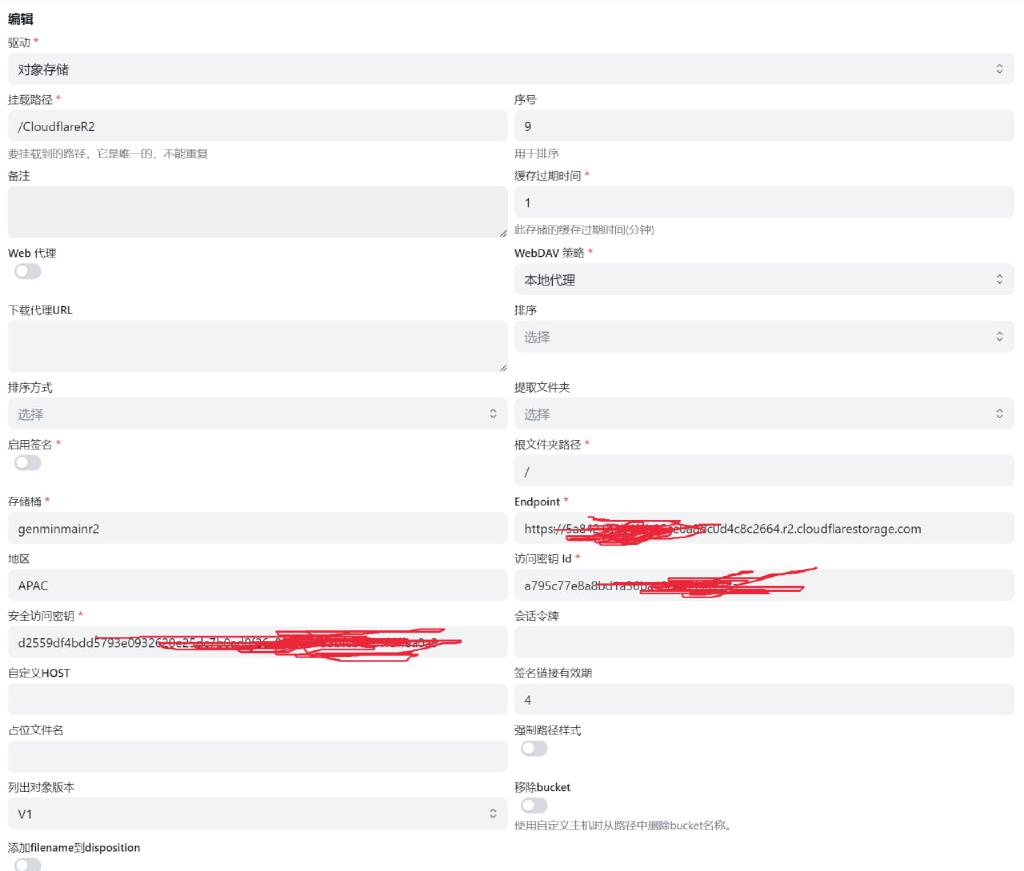 编辑
驱动 *
对象存储
挂载路径 *
序号
/CloudflareR2
9
要挂载到的路径，它是唯一的，不能重复
用于排序
备注
缓存过期时间 *
1
此存储的缓存过期时间(分钟)
Web 代理
WebDAV 策略 *
本地代理
下载代理URL
排序
选择
排序方式
提取文件夹
选择
选择
启用签名 *
根文件夹路径 *
/
存储桶 *
Endpoint *
genminmainr2
https://
.r2.cloudflarestorage.com
地区
访问密钥 Id *
APAC
安全访问密钥 *
会话令牌
自定义HOST
签名链接有效期
4
占位文件名
强制路径样式
列出对象版本
移除bucket
V1
使用自定义主机时从路径中删除bucket名称。
添加filename到disposition